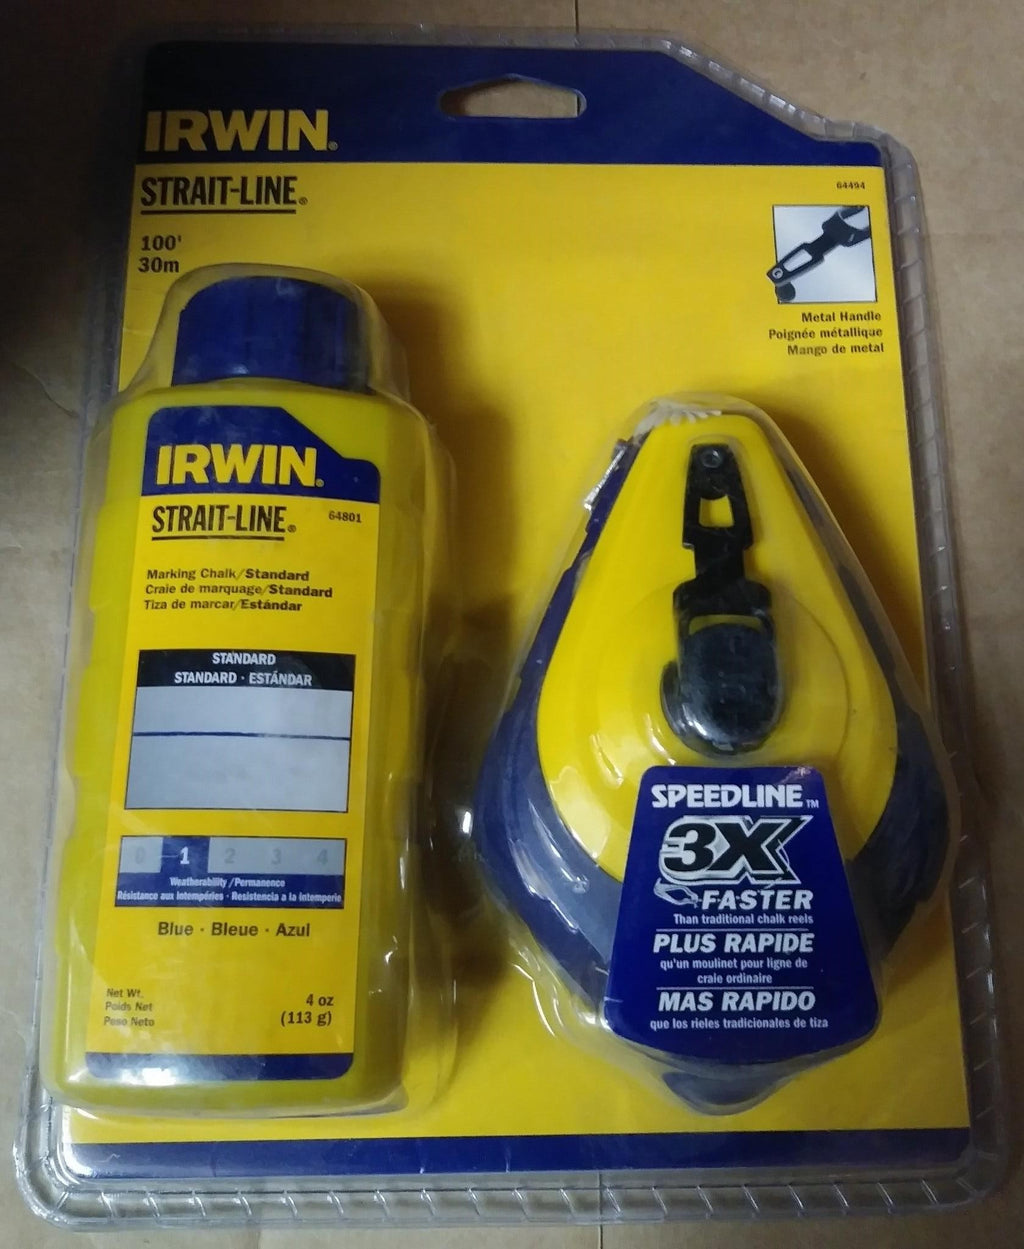 IRWIN®
STRAIT-LINE®
100'
30m
64494
Metal Handle
Poignée métallique
Mango de metal
IRWIN®
STRAIT-LINE®
64801
Marking Chalk/Standard
Craie de marquage/Standard
Tiza de marcar/Estándar
STANDARD
STANDARD · ESTÁNDAR
0 1 2 3 4
Weatherability/Permanence
Résistance aux Intempéries · Resistencia a la Intemperie
Blue · Bleue · Azul
Net Wt.
Poids Net
Peso Neto
4 oz
(113 g)
SPEEDLINE™
3X
FASTER
Than traditional chalk reels
PLUS RAPIDE
qu'un moulinet pour ligne de
craie ordinaire
MAS RAPIDO
que los rieles tradicionales de tiza